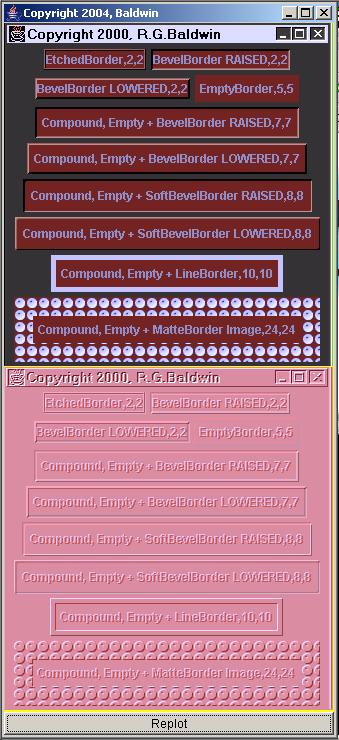 Copyright 2004, Baldwin
Copyright 2000, R.G.Baldwin
EtchedBorder,2,2 BevelBorder RAISED,2,2
BevelBorder LOWERED,2,2 EmptyBorder,5,5
Compound, Empty + BevelBorder RAISED,7,7
Compound, Empty + BevelBorder LOWERED,7,7
Compound, Empty + SoftBevelBorder RAISED,8,8
Compound, Empty + SoftBevelBorder LOWERED,8,8
Compound, Empty + LineBorder,10,10
Compound, Empty + MatteBorder Image,24,24
Copyright 2000, R.G.Baldwin
EtchedBorder,2,2 BevelBorder RAISED,2,2
BevelBorder LOWERED,2,2 EmptyBorder,5,5
Compound, Empty + BevelBorder RAISED,7,7
Compound, Empty + BevelBorder LOWERED,7,7
Compound, Empty + SoftBevelBorder RAISED,8,8
Compound, Empty + SoftBevelBorder LOWERED,8,8
Compound, Empty + LineBorder,10,10
Compound, Empty + MatteBorder Image,24,24
Replot